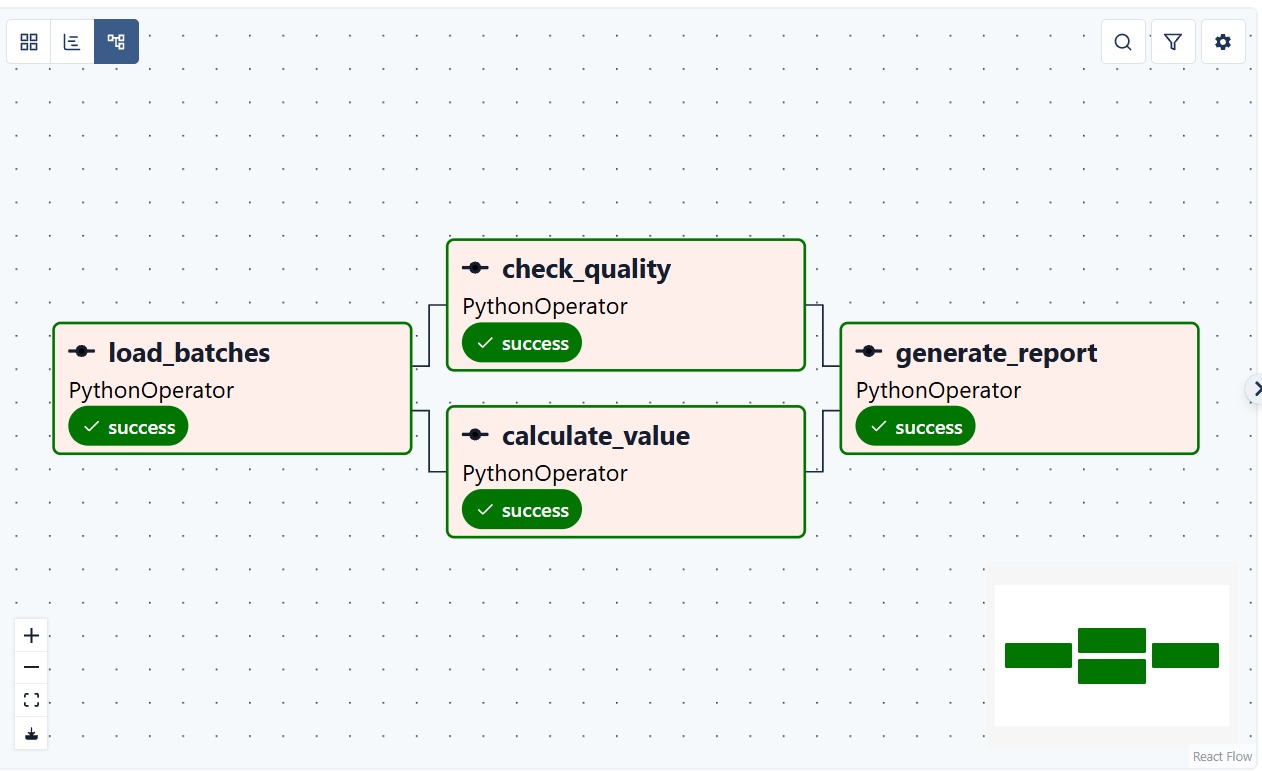 load_batches
PythonOperator
success
check_quality
PythonOperator
success
calculate_value
PythonOperator
success
generate_report
PythonOperator
success
React Flow